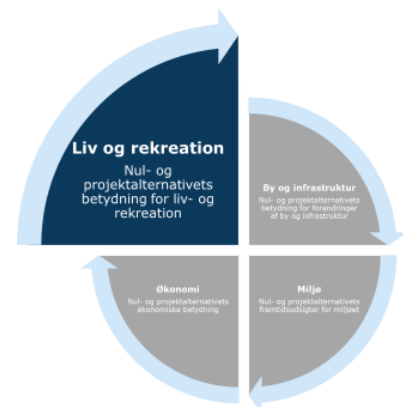 Liv og rekreation
Nul- og
projektalternativets
betydning for liv- og
rekreation
By og infrastruktur
Nul- og projektalternativets
betydning for forandringer
af by og infrastruktur
Økonomi
Nul- og projektalternativets
økonomiske betydning
Miljø
Nul- og projektalternativets
fremtidsudsigter for miljøet